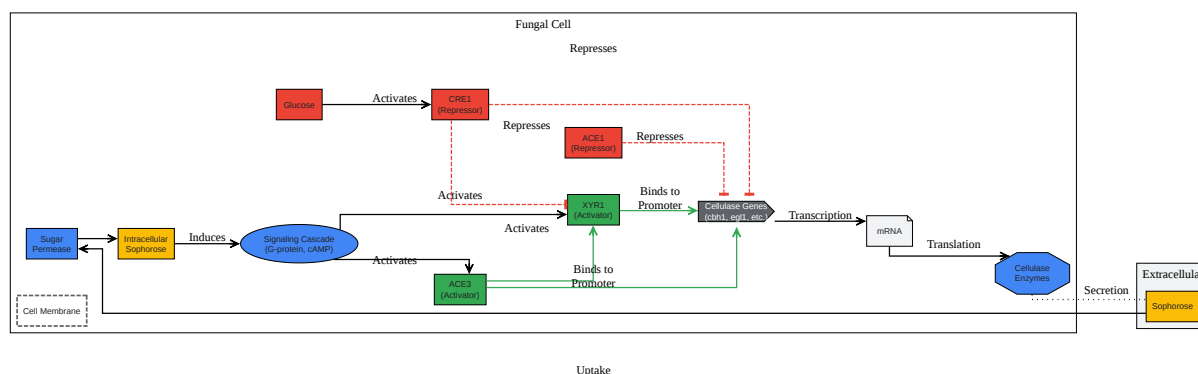 Fungal Cell
Represses
Glucose
Activates
CRE1
(Repressor)
Represses
ACE1
(Repressor)
Represses
Activates
XYR1
(Activator)
Binds to
Promoter
Cellulase Genes
(cbh1, egl1, etc.)
Transcription
mRNA
Activates
Sugar
Permease
Intracellular
Sophorose
Induces
Signaling Cascade
(G-protein, cAMP)
Translation
Activates
ACE3
(Activator)
Binds to
Promoter
Cellulase
Enzymes
Extracellular
Secretion
Sophorose
Cell Membrane
Uptake